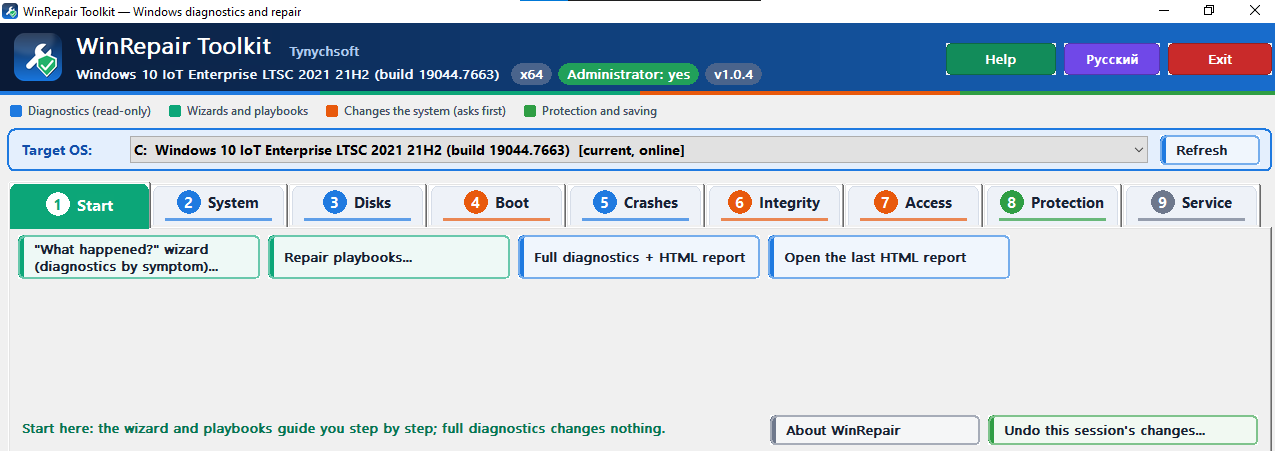 WinRepair Toolkit — Windows diagnostics and repair
WinRepair Toolkit Tynychsoft
Windows 10 IoT Enterprise LTSC 2021 21H2 (build 19044.7663) x64 Administrator: yes v1.0.4
Help Русский Exit
Diagnostics (read-only) Wizards and playbooks Changes the system (asks first) Protection and saving
Target OS: C: Windows 10 IoT Enterprise LTSC 2021 21H2 (build 19044.7663) [current, online] Refresh
1 Start 2 System 3 Disks 4 Boot 5 Crashes 6 Integrity 7 Access 8 Protection 9 Service
"What happened?" wizard
(diagnostics by symptom)...
Repair playbooks...
Full diagnostics + HTML report
Open the last HTML report
Start here: the wizard and playbooks guide you step by step; full diagnostics changes nothing.
About WinRepair
Undo this session's changes...